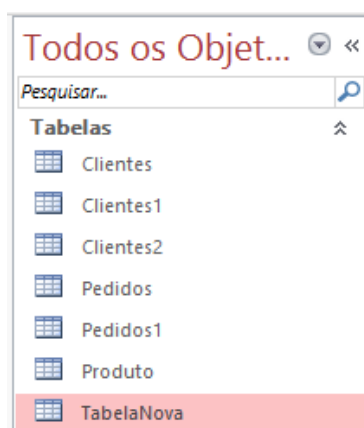 Todos os Objet... «
Pesquisar...
Tabelas
Clientes
Clientes1
Clientes2
Pedidos
Pedidos1
Produto
TabelaNova